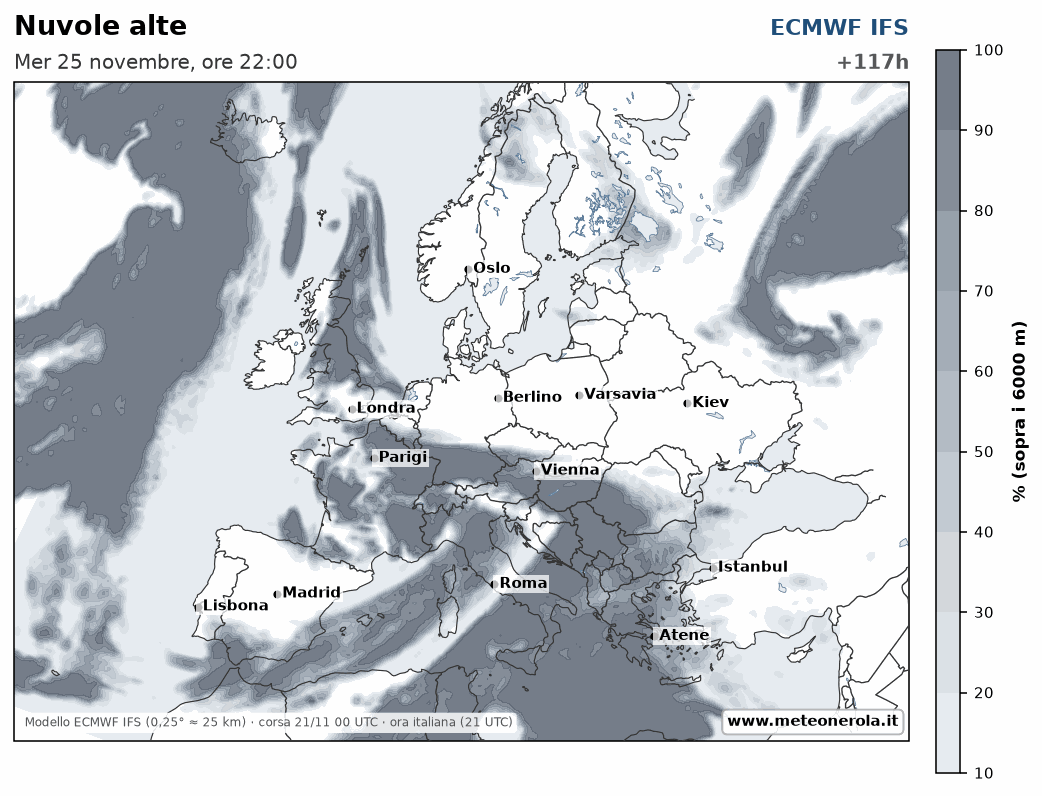 Nuvole alte
ECMWF IFS
Mer 25 novembre, ore 22:00
+117h
Oslo
Berlino
Varsavia
Kiev
Londra
Parigi
Vienna
Istanbul
Roma
Madrid
Lisbona
Atene
Modello ECMWF IFS (0,25° ≈ 25 km) · corsa 21/11 00 UTC · ora italiana (21 UTC)
www.meteonerola.it
100
90
80
70
60
50
40
30
20
10
% (sopra i 6000 m)